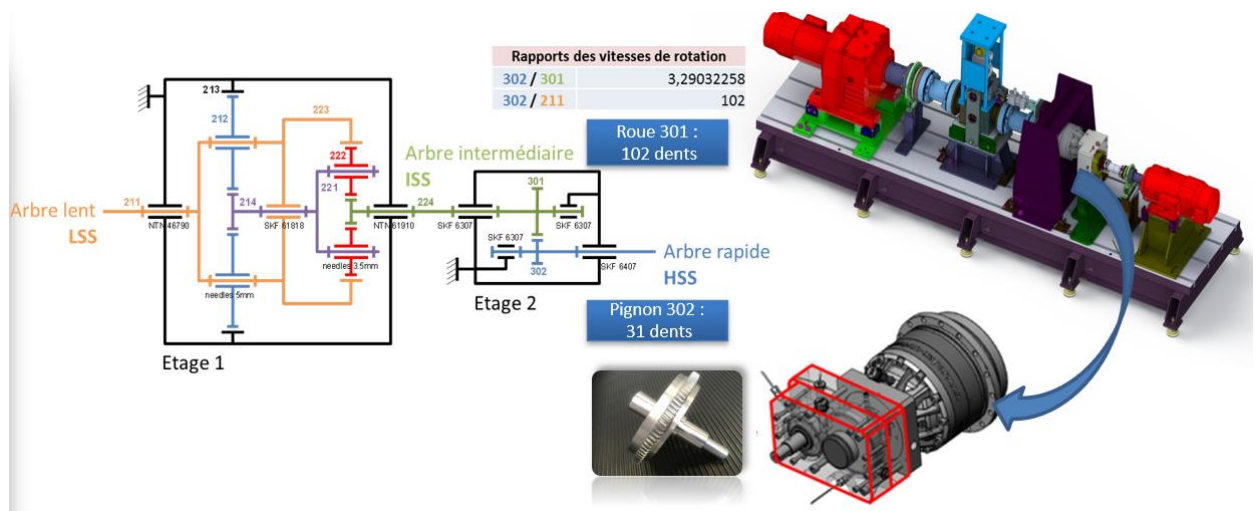 Rapports des vitesses de rotation
302 / 301 3,29032258
302 / 211 102
Roue 301 :
102 dents
213
212
223
222
221
Arbre intermédiaire
ISS
301
Arbre lent
LSS
211
NTN 46790
214
SKF 61818
NTN 61910
224
SKF 6307
SKF 6307
SKF 6307
Arbre rapide
HSS
needles 3.5mm
302
SKF 6407
needles 5mm
Etage 2
Pignon 302 :
31 dents
Etage 1